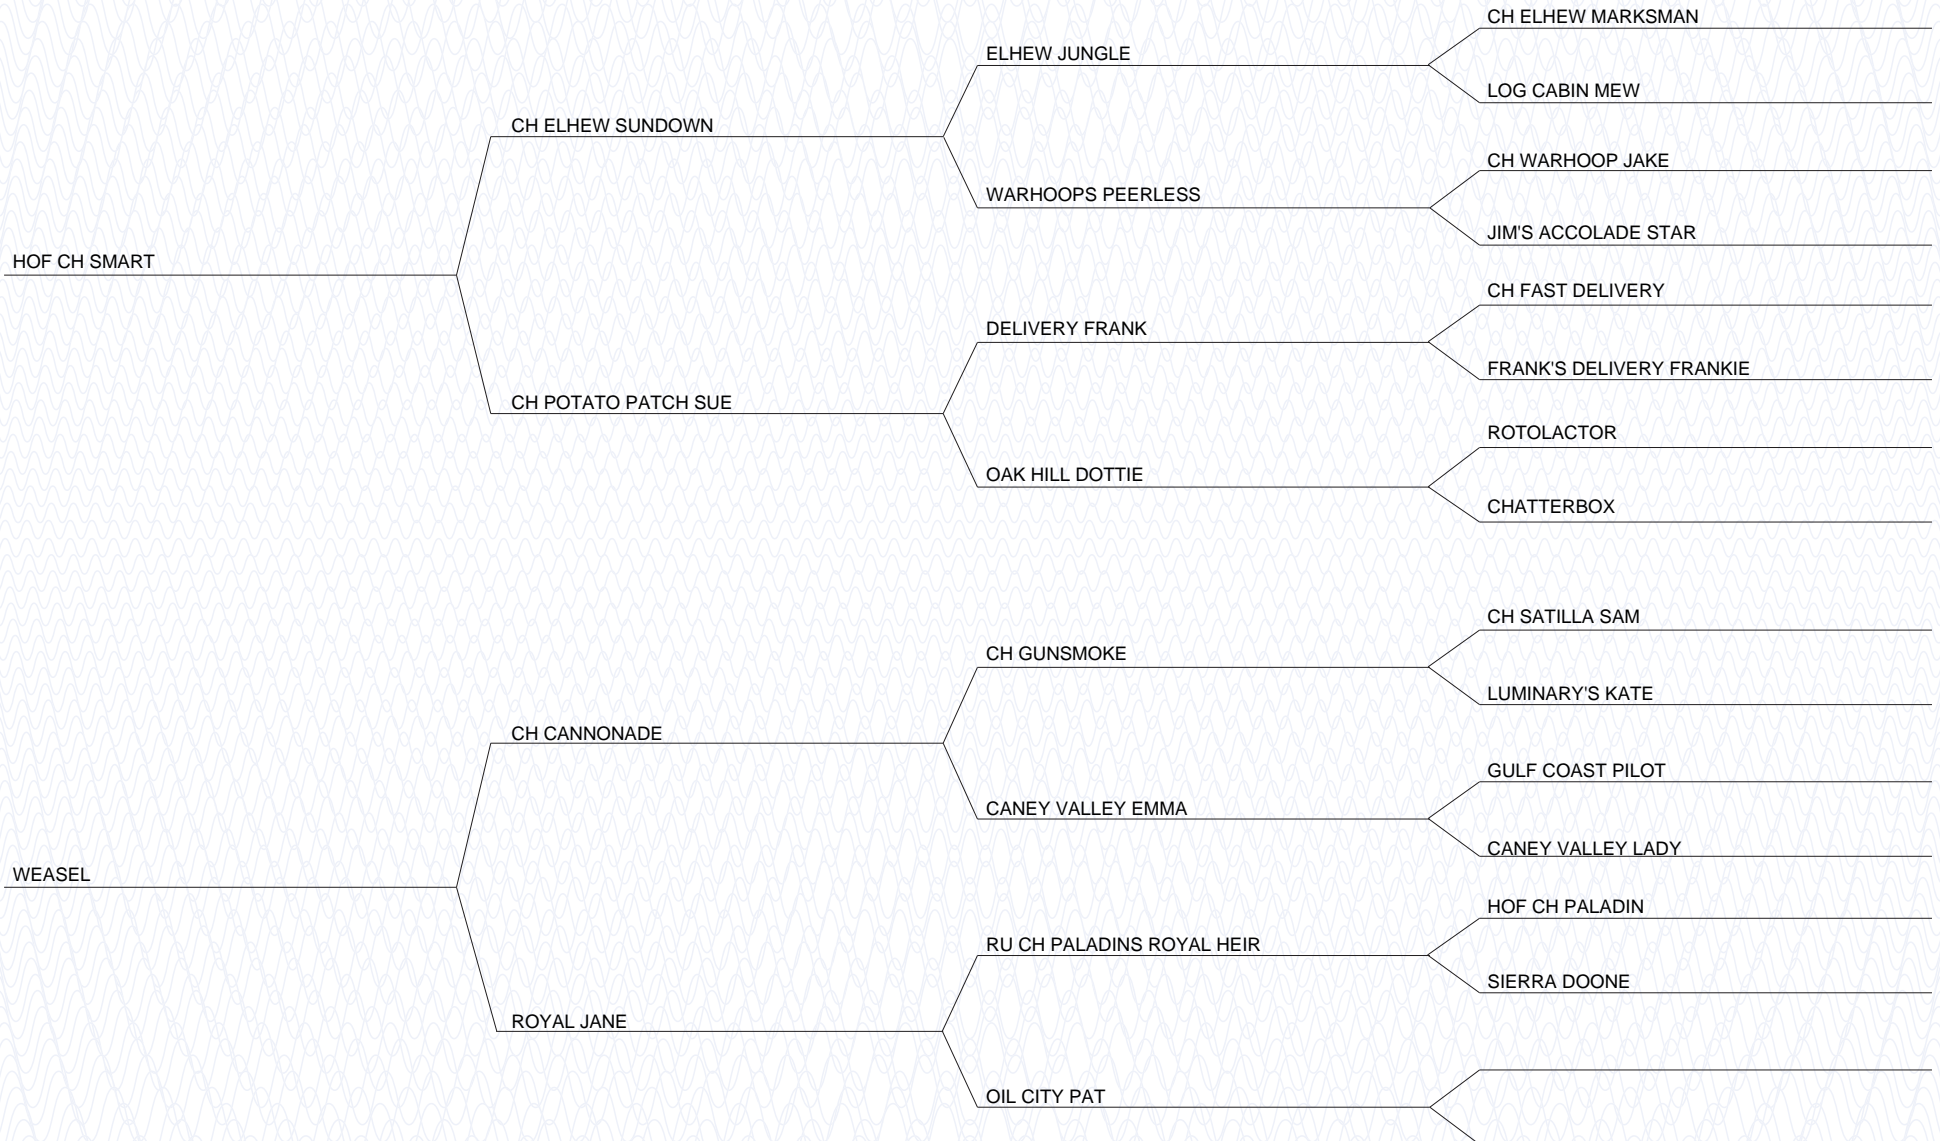 CH ELHEW MARKSMAN
ELHEW JUNGLE
LOG CABIN MEW
CH ELHEW SUNDOWN
CH WARHOOP JAKE
WARHOOPS PEERLESS
JIM'S ACCOLADE STAR
HOF CH SMART
CH FAST DELIVERY
DELIVERY FRANK
FRANK'S DELIVERY FRANKIE
CH POTATO PATCH SUE
ROTOLACTOR
OAK HILL DOTTIE
CHATTERBOX
CH SATILLA SAM
CH GUNSMOKE
LUMINARY'S KATE
CH CANNONADE
GULF COAST PILOT
CANEY VALLEY EMMA
CANEY VALLEY LADY
WEASEL
HOF CH PALADIN
RU CH PALADINS ROYAL HEIR
SIERRA DOONE
ROYAL JANE
OIL CITY PAT